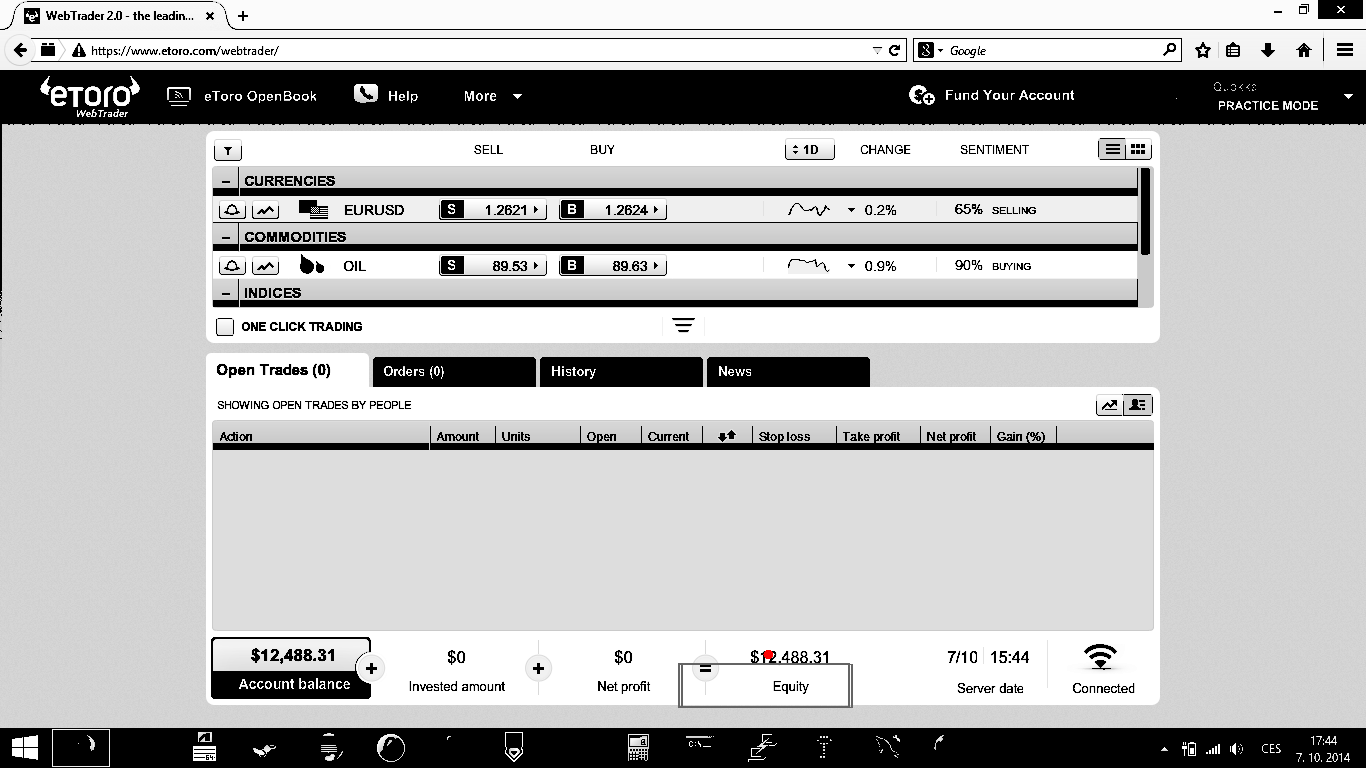 WebTrader 2.0 - the leadin...
https://www.etoro.com/webtrader/
Google
eToro
WebTrader
eToro OpenBook
Help
More
Fund Your Account
PRACTICE MODE
SELL BUY 1D CHANGE SENTIMENT
CURRENCIES
EURUSD S 1.2621 B 1.2624 0.2% 65% SELLING
COMMODITIES
OIL S 89.53 B 89.63 0.9% 90% BUYING
INDICES
ONE CLICK TRADING
Open Trades (0) Orders (0) History News
SHOWING OPEN TRADES BY PEOPLE
Action Amount Units Open Current Stop loss Take profit Net profit Gain (%)
$12,488.31 $0 $0 = $12,488.31 7/10 15:44
Account balance Invested amount Net profit Equity Server date Connected
CES
17:44
7. 10. 2014